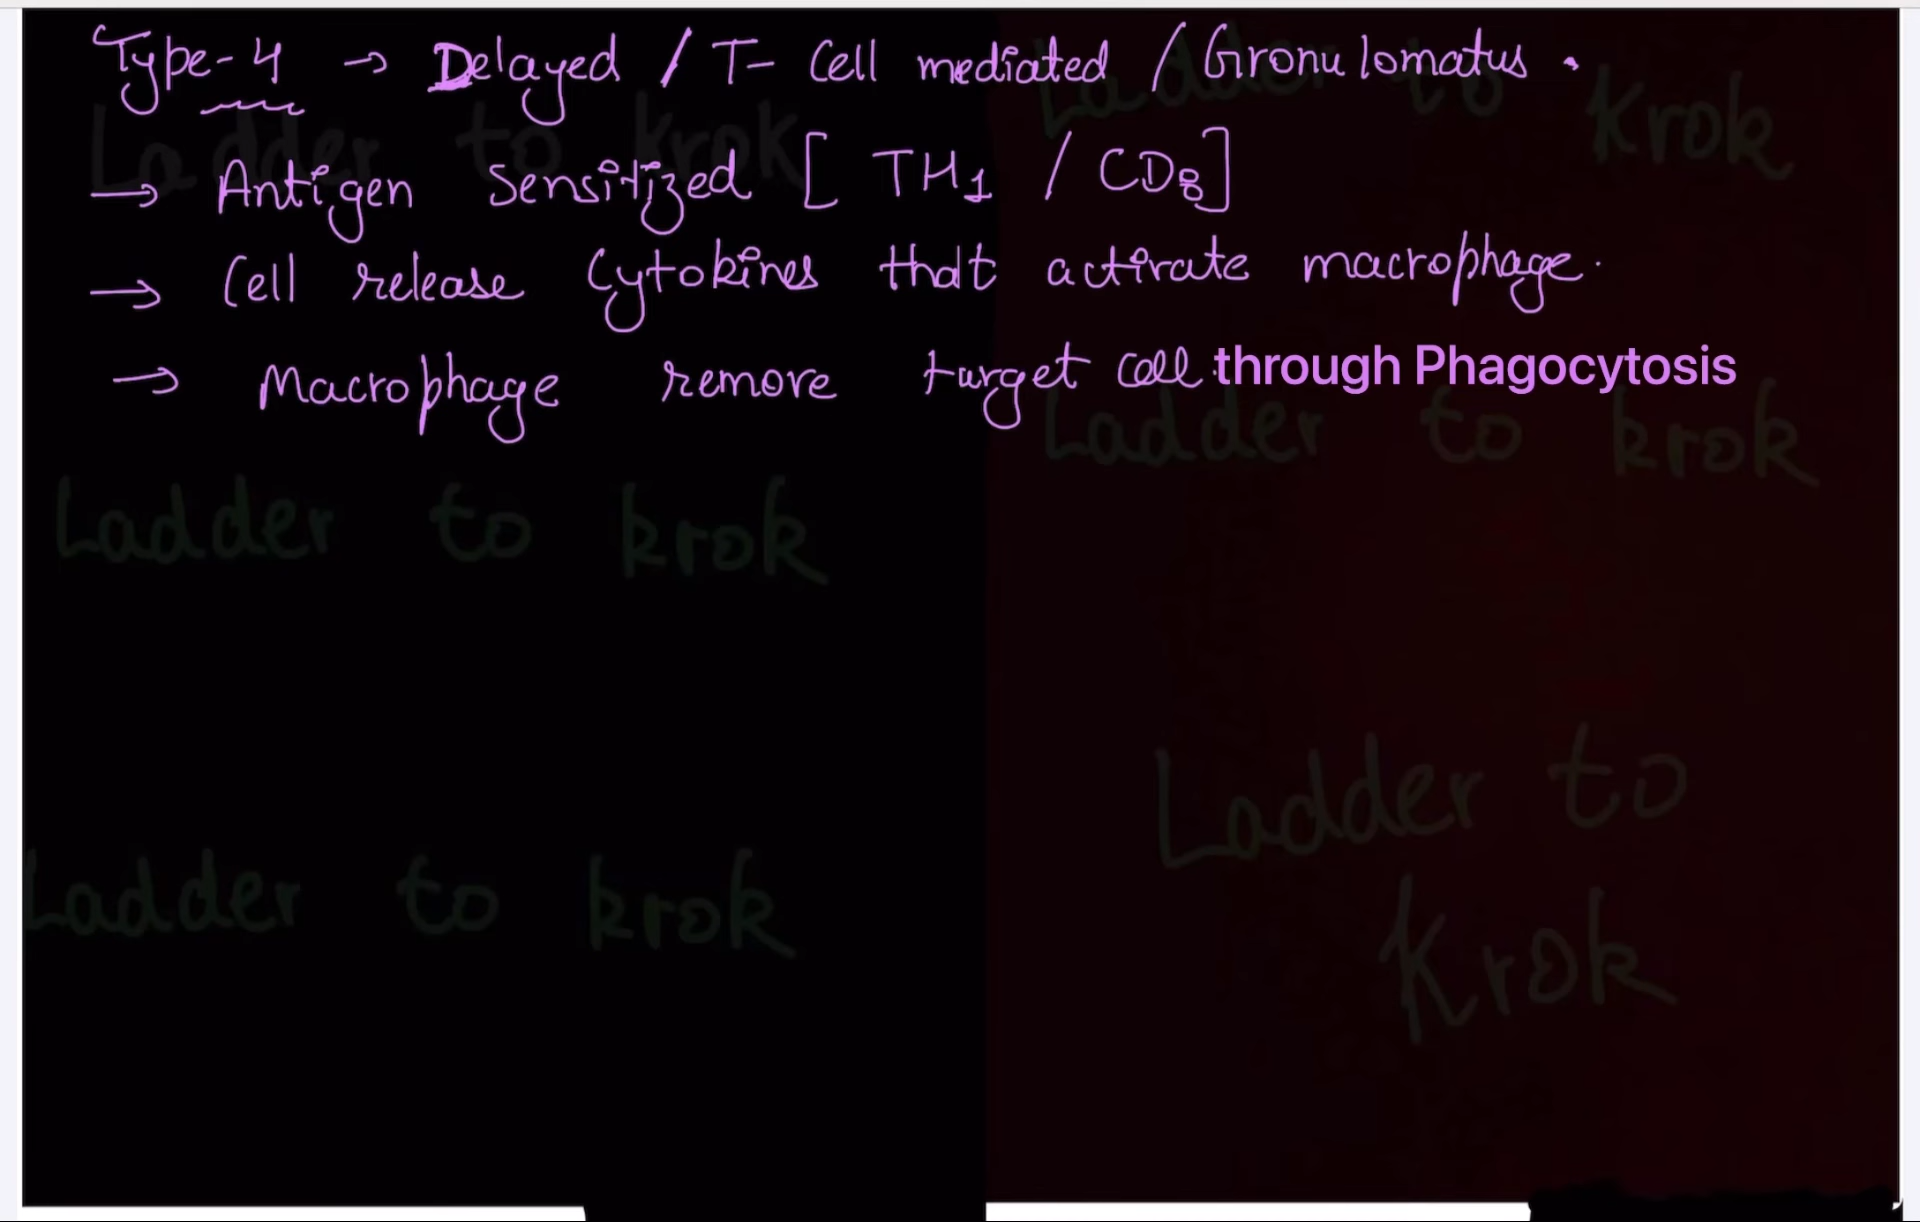 Type-4 → Delayed / T- Cell mediated / Gronulomatus .
→ Antigen Sensitized [ TH1 / CD8]
→ Cell release Cytokines that activate macrophage.
→ Macrophage remove target cell through Phagocytosis
Ladder to Krok
Ladder to krok
Ladder to krok
Ladder to krok
Ladder to
Krok
Ladder to krok